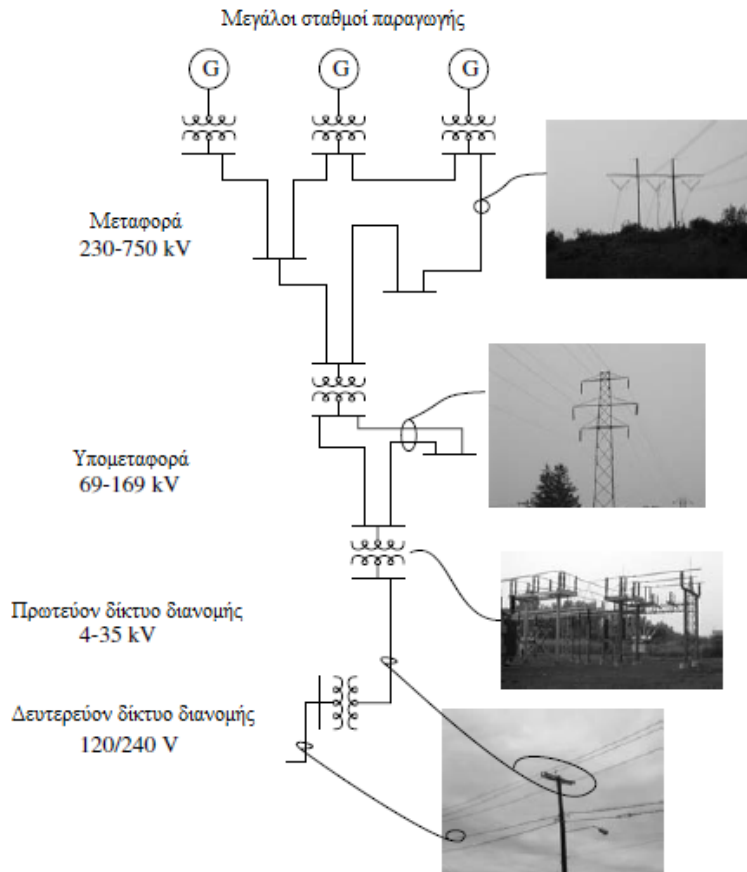 Μεγάλοι σταθμοί παραγωγής
G G G
Μεταφορά
230-750 kV
Υπομεταφορά
69-169 kV
Πρωτεύον δίκτυο διανομής
4-35 kV
Δευτερεύον δίκτυο διανομής
120/240 V